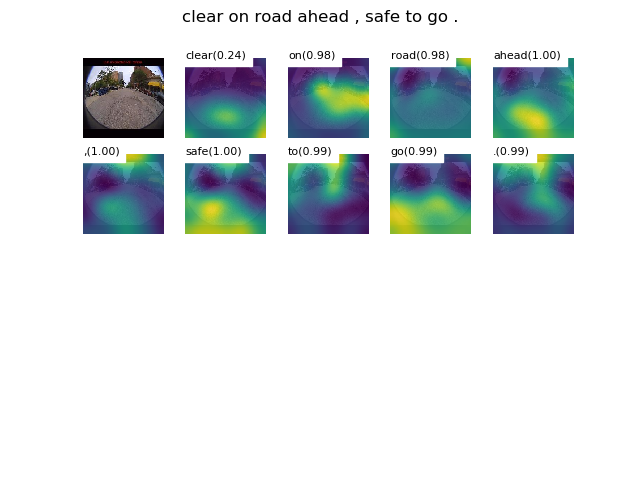 clear on road ahead , safe to go .
clear(0.24) on(0.98) road(0.98) ahead(1.00)
,(1.00) safe(1.00) to(0.99) go(0.99) .(0.99)